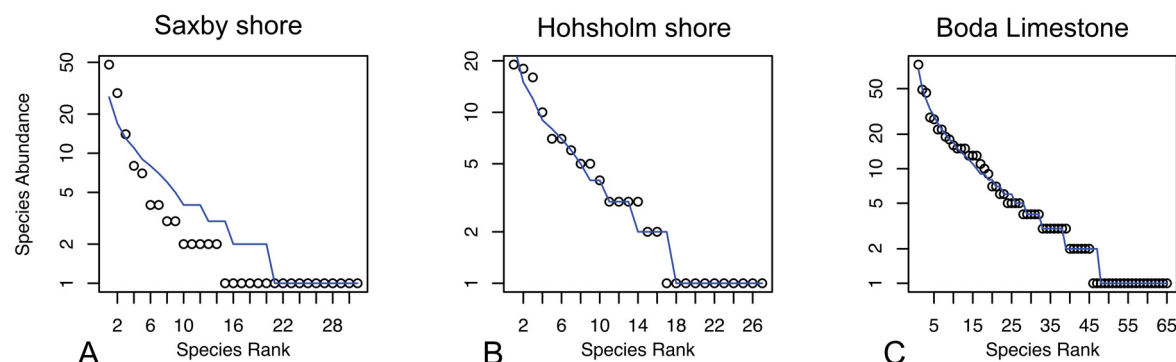 Saxby shore
Hohsholm shore
Boda Limestone
Species Abundance
50
20
10
5
2
1
2 6 10 16 22 28
Species Rank
A
20
10
5
2
1
2 6 10 14 18 22 26
Species Rank
B
50
20
10
5
2
1
5 15 25 35 45 55 65
Species Rank
C